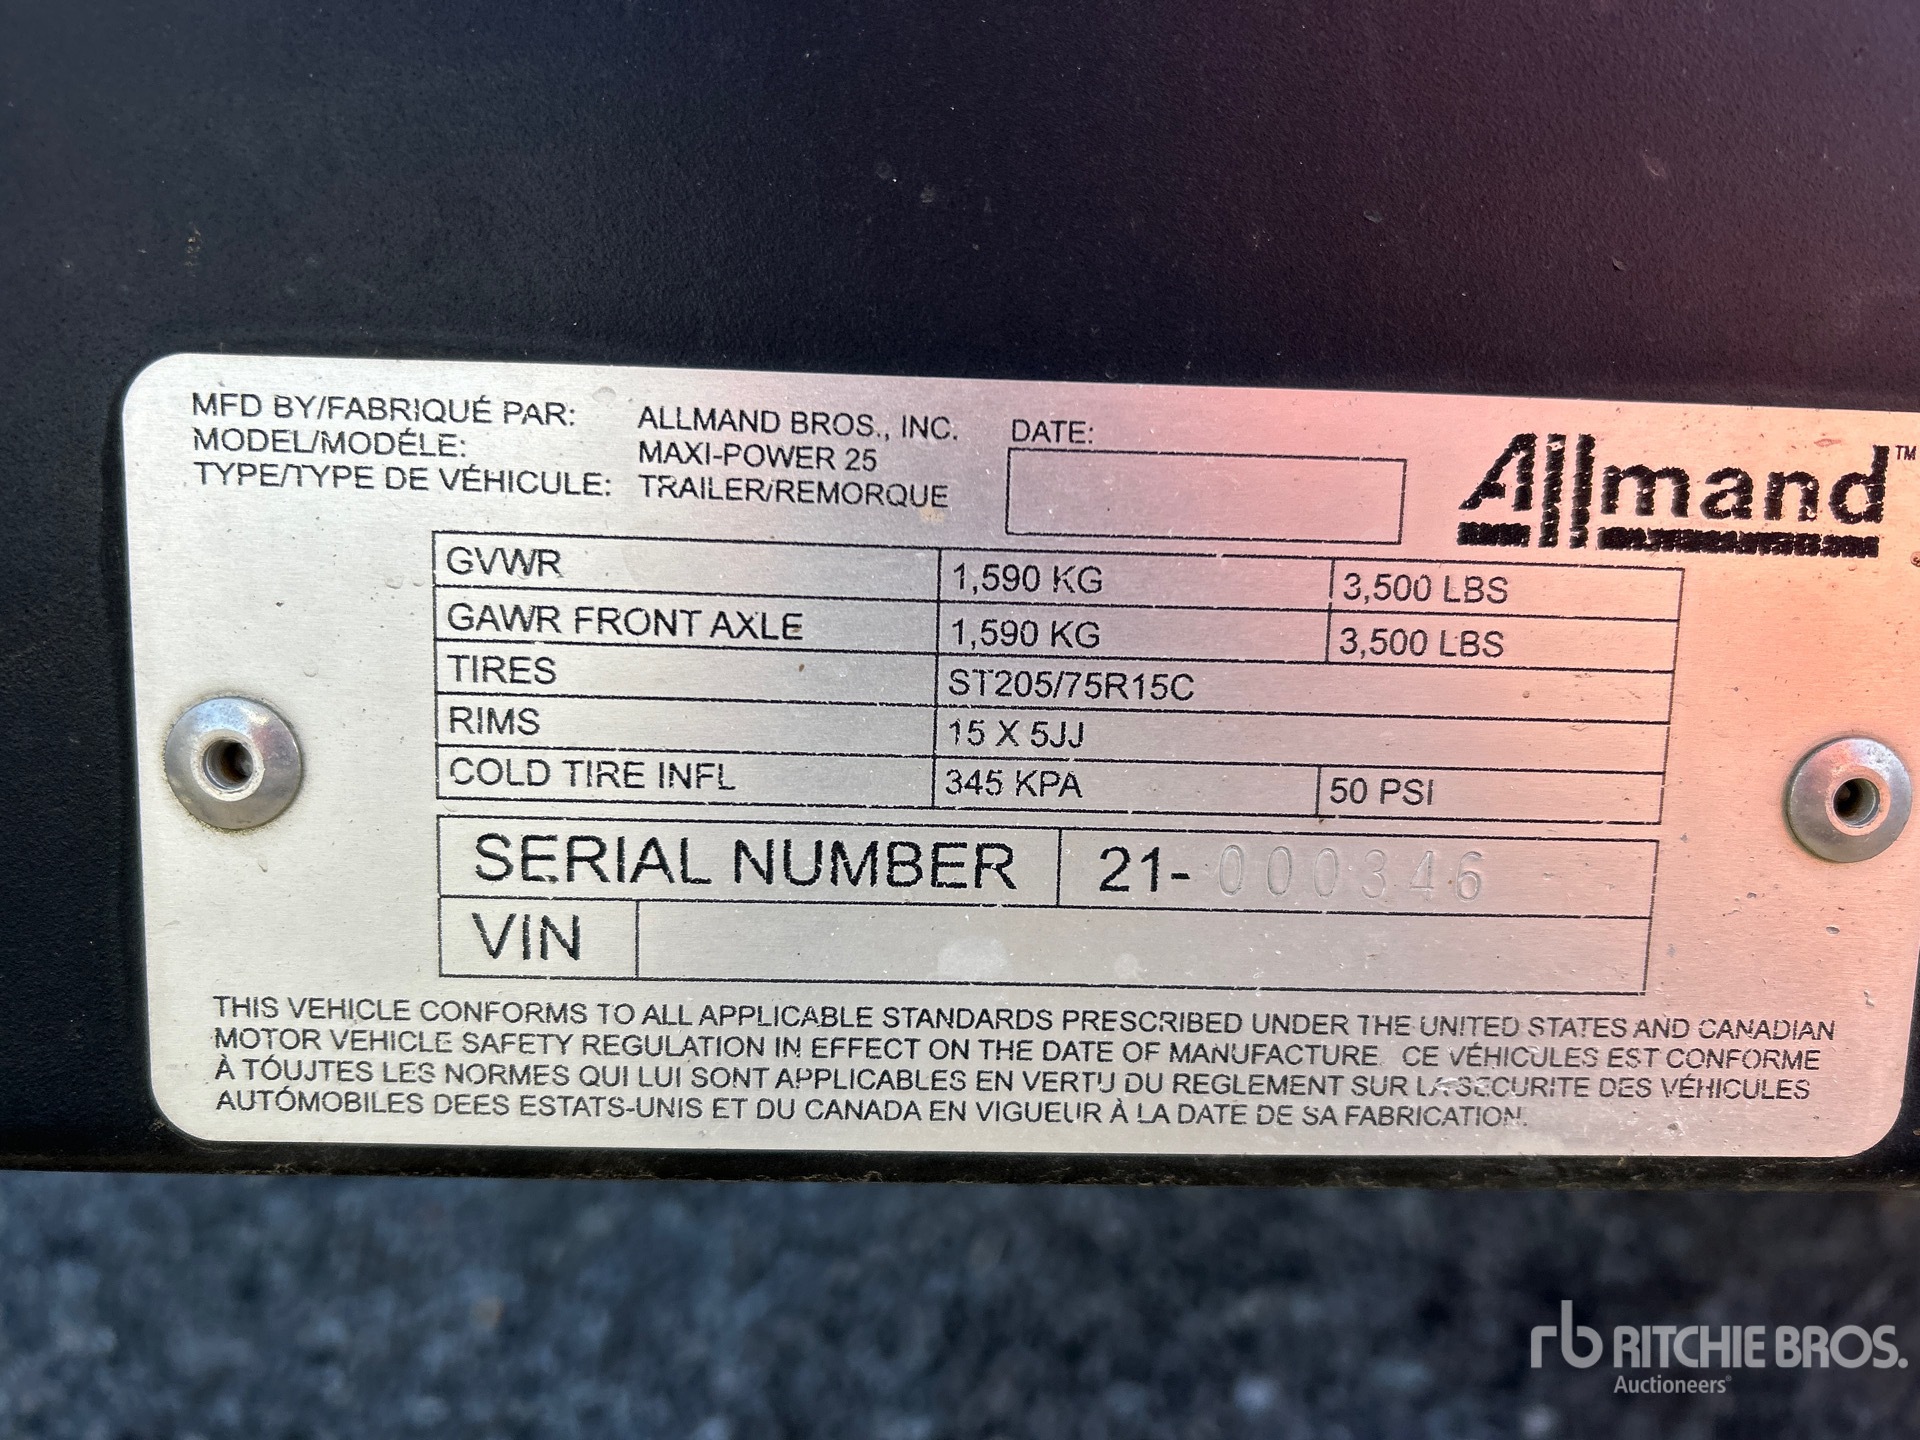 MFD BY/FABRIQUÉ PAR: ALLMAND BROS., INC. DATE:
MODEL/MODÉLE: MAXI-POWER 25
TYPE/TYPE DE VÉHICULE: TRAILER/REMORQUE
Allmand™
GVWR 1,590 KG 3,500 LBS
GAWR FRONT AXLE 1,590 KG 3,500 LBS
TIRES ST205/75R15C
RIMS 15 X 5JJ
COLD TIRE INFL 345 KPA 50 PSI
SERIAL NUMBER 21-000346
VIN
THIS VEHICLE CONFORMS TO ALL APPLICABLE STANDARDS PRESCRIBED UNDER THE UNITED STATES AND CANADIAN
MOTOR VEHICLE SAFETY REGULATION IN EFFECT ON THE DATE OF MANUFACTURE. CE VÉHICULES EST CONFORME
À TÓUJTES LES NORMES QUI LUI SONT APPLICABLES EN VERTU DU REGLEMENT SUR LA SECURITE DES VÉHICULES
AUTÓMOBILES DEES ESTATS-UNIS ET DU CANADA EN VIGUEUR À LA DATE DE SA FABRICATION.
rb RITCHIE BROS.
Auctioneers®